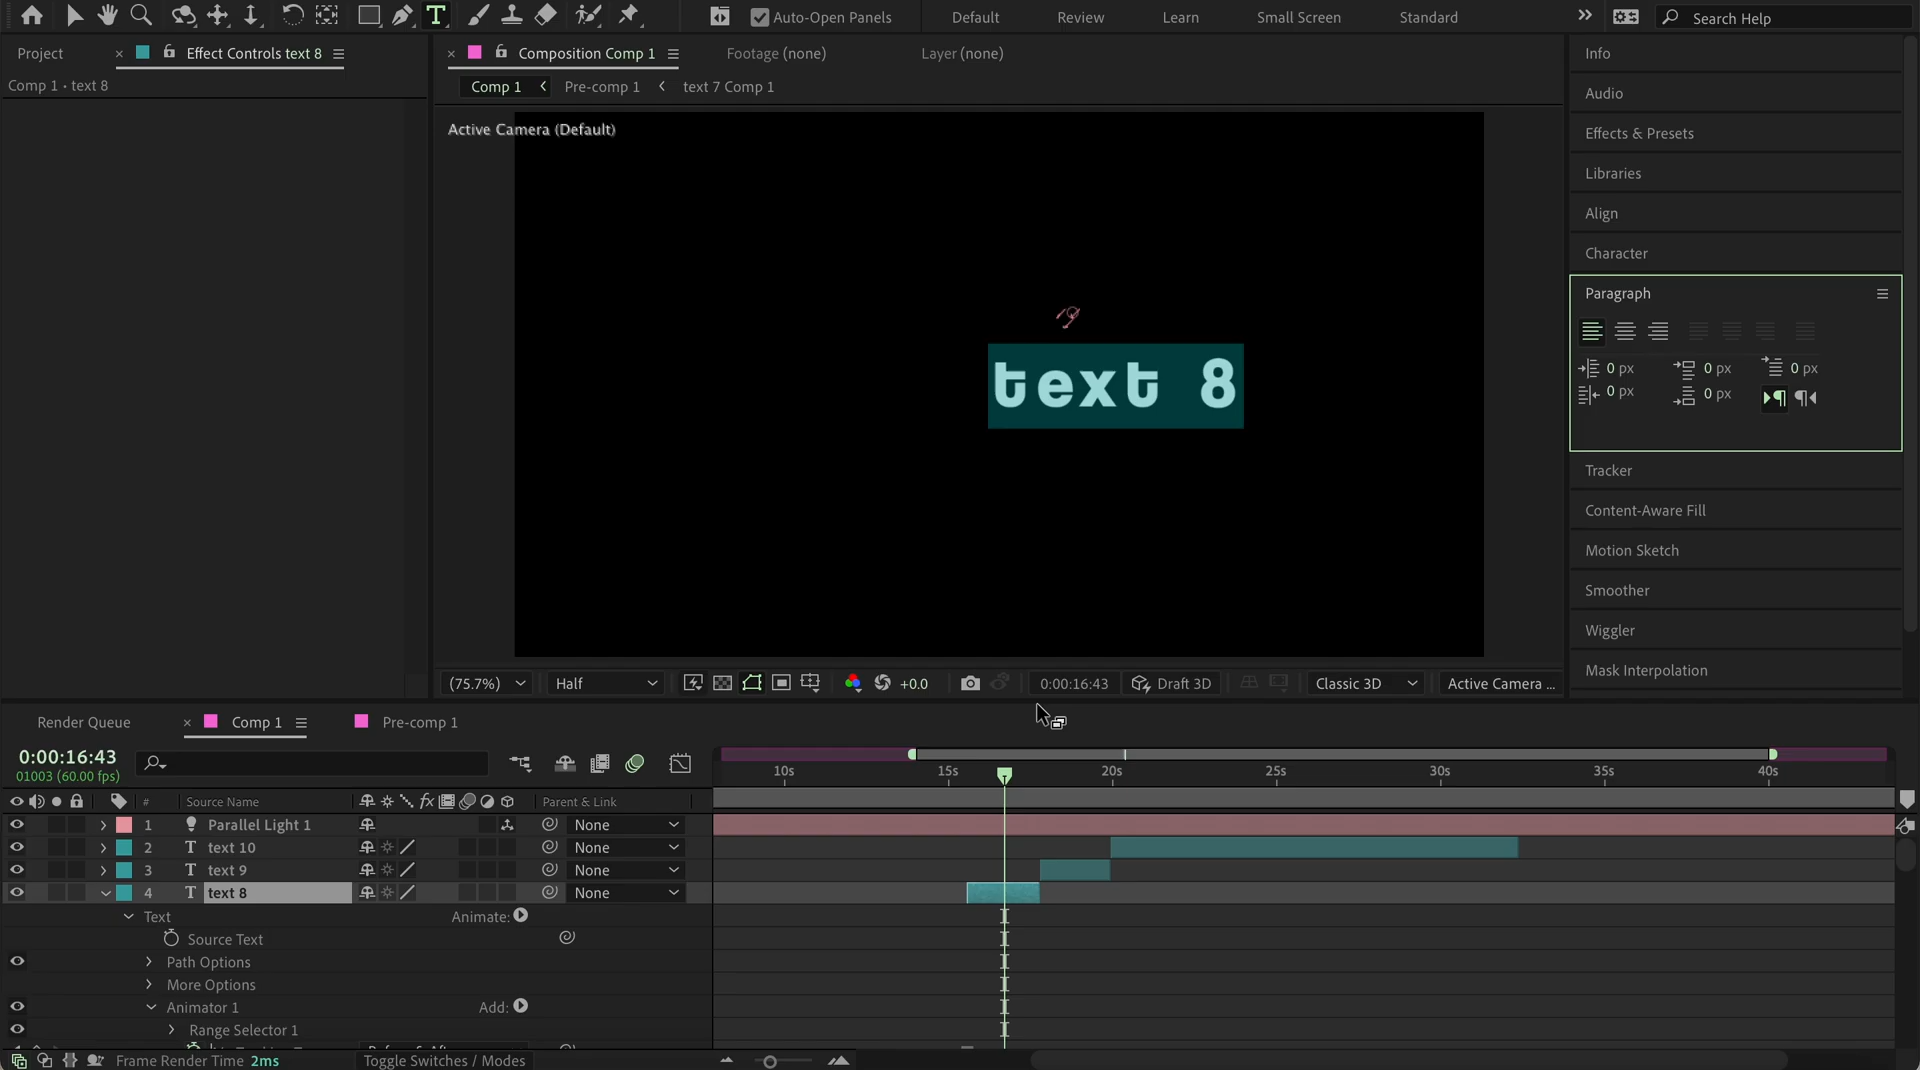 Auto-Open Panels
Default
Review
Learn
Small Screen
Standard
Search Help
Project
Effect Controls text 8
Composition Comp 1
Footage (none)
Layer (none)
Info
Comp 1 • text 8
Comp 1
Pre-comp 1
text 7 Comp 1
Audio
Active Camera (Default)
Effects & Presets
Libraries
Align
Character
Paragraph
0 px
0 px
0 px
0 px
0 px
text 8
Tracker
Content-Aware Fill
Motion Sketch
Smoother
Wiggler
Mask Interpolation
(75.7%)
Half
+0.0
0:00:16:43
Draft 3D
Classic 3D
Active Camera ...
Render Queue
Comp 1
Pre-comp 1
0:00:16:43
01003 (60.00 fps)
10s
15s
20s
25s
30s
35s
40s
#
Source Name
fx
Parent & Link
1
Parallel Light 1
None
2
T
text 10
None
3
T
text 9
None
4
T
text 8
None
Text
Animate:
Source Text
Path Options
More Options
Animator 1
Add:
Range Selector 1
Frame Render Time 2ms
Toggle Switches / Modes